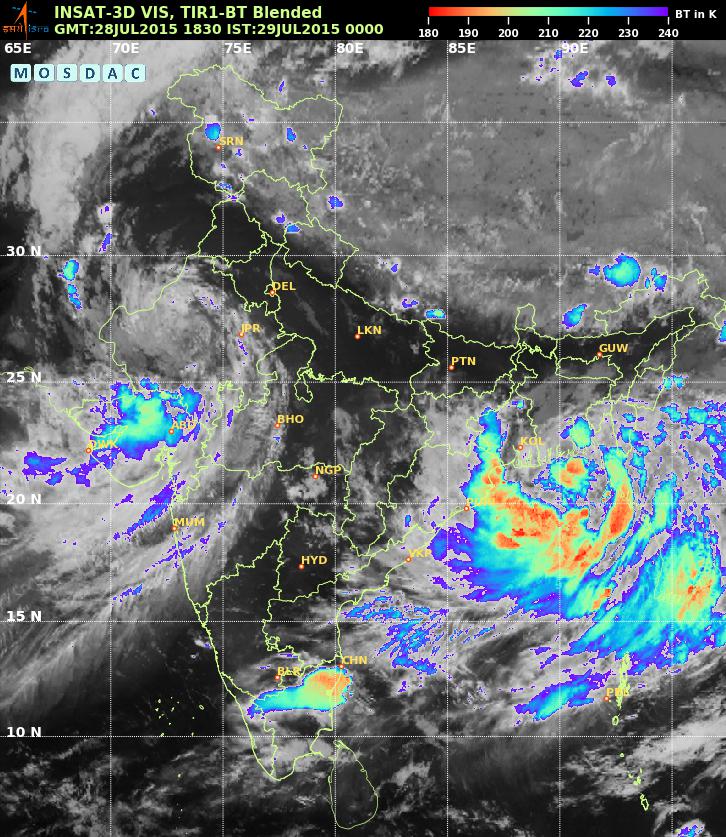 INSAT-3D VIS, TIR1-BT Blended
GMT:28JUL2015 1830 IST:29JUL2015 0000
BT in K
180 190 200 210 220 230 240
65E 70E 75E 80E 85E 90E
MOSDAC
SRN
30 N
DEL
JPR LKN
GUW
PTN
25 N
BHO
KOL
DWK
NGP
20 N
MUM
VKP
HYD
15 N
CHN
BLR
10 N